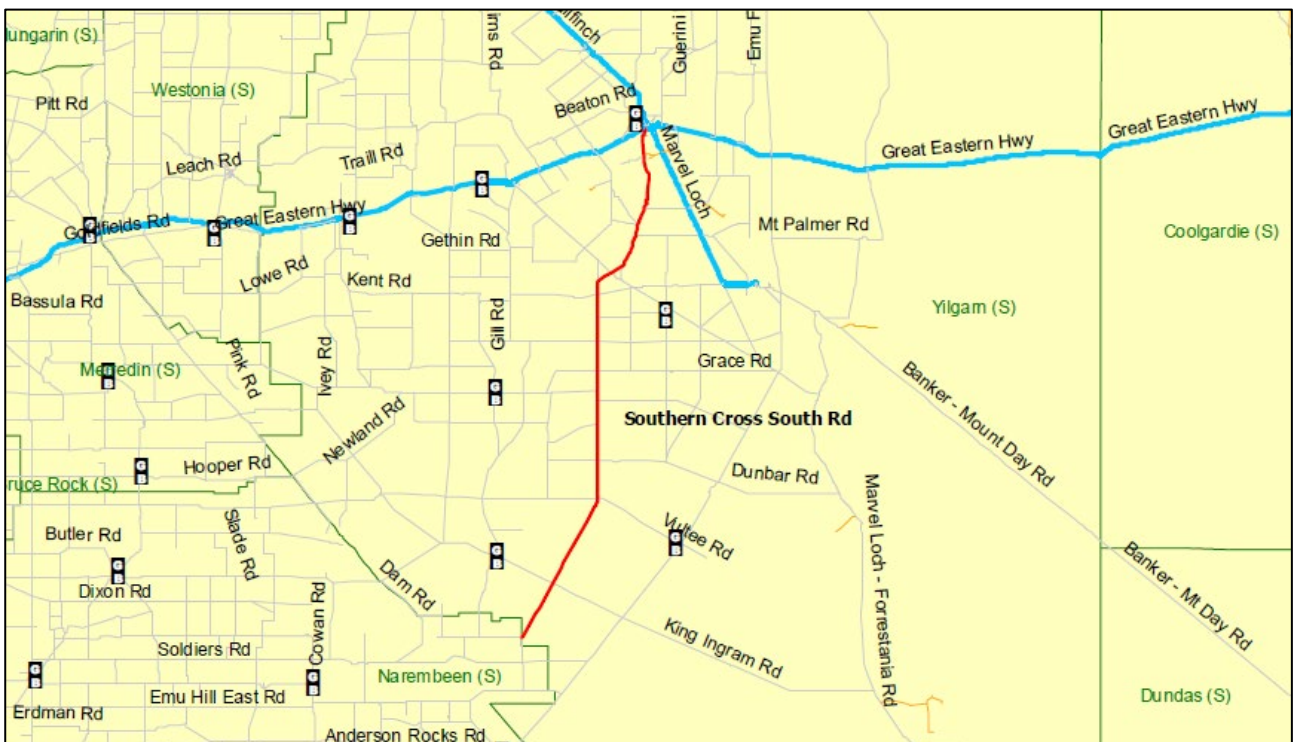 ulfinch
ims Rd
Guerini
Emu F
ungarin (S)
Pitt Rd
Westonia (S)
Beaton Rd
Great Eastern Hwy
Great Eastern Hwy
Leach Rd
Traill Rd
Marvel Loch
Goldfields Rd
Great Eastern Hwy
Gethin Rd
Mt Palmer Rd
Coolgardie (S)
Lowe Rd
Kent Rd
Bassula Rd
Gill Rd
Yilgarn (S)
Merredin (S)
Pink Rd
Ivey Rd
Grace Rd
Banker - Mount Day Rd
Newland Rd
Southern Cross South Rd
Hooper Rd
Dunbar Rd
ruce Rock (S)
Slade Rd
Butler Rd
Vultee Rd
Marvel Loch - Forrestania Rd
Dixon Rd
Dam Rd
Cowan Rd
Banker - Mt Day Rd
Soldiers Rd
King Ingram Rd
Narembeen (S)
Emu Hill East Rd
Dundas (S)
Erdman Rd
Anderson Rocks Rd